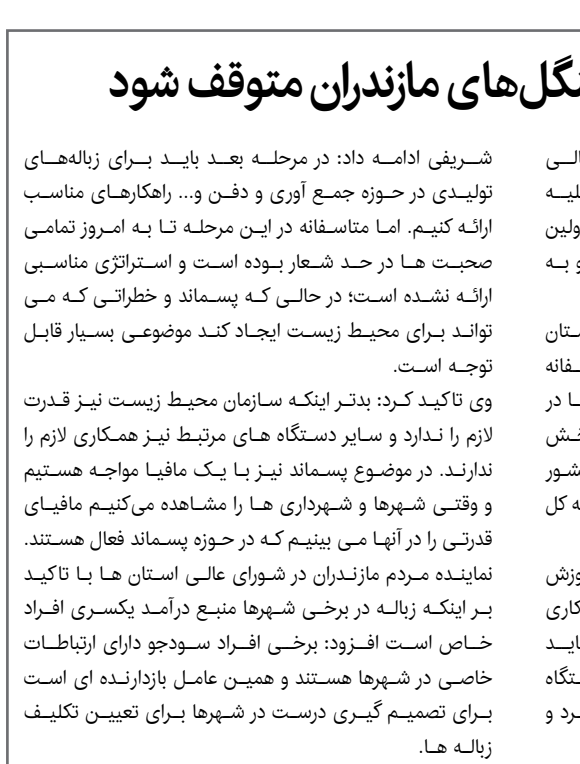 مازندران متوقف شود
شریفی ادامه داد: در مرحله بعد باید برای زباله‌های
تولیدی در حوزه جمع آوری و دفن و... راهکارهای مناسب
ارائه کنیم. اما متاسفانه در این مرحله تا به امروز تمامی
صحبت ها در حد شعار بوده است و استراتژی مناسبی
ارائه نشده است؛ در حالی که پسماند و خطراتی که می
تواند برای محیط زیست ایجاد کند موضوعی بسیار قابل
توجه است.
وی تاکید کرد: بدتر اینکه سازمان محیط زیست نیز قدرت
لازم را ندارد و سایر دستگاه های مرتبط نیز همکاری لازم را
ندارند. در موضوع پسماند نیز با یک مافیا مواجه هستیم
و وقتی شهرها و شهرداری ها را مشاهده می‌کنیم مافیای
قدرتی را در آنها می بینیم که در حوزه پسماند فعال هستند.
نماینده مردم مازندران در شورای عالی استان ها با تاکید
بر اینکه زباله در برخی شهرها منبع درآمد یکسری افراد
خاص است افزود: برخی افراد سودجو دارای ارتباطات
خاصی در شهرها هستند و همین عامل بازدارنده ای است
برای تصمیم گیری درست در شهرها برای تعیین تکلیف
زباله ها.